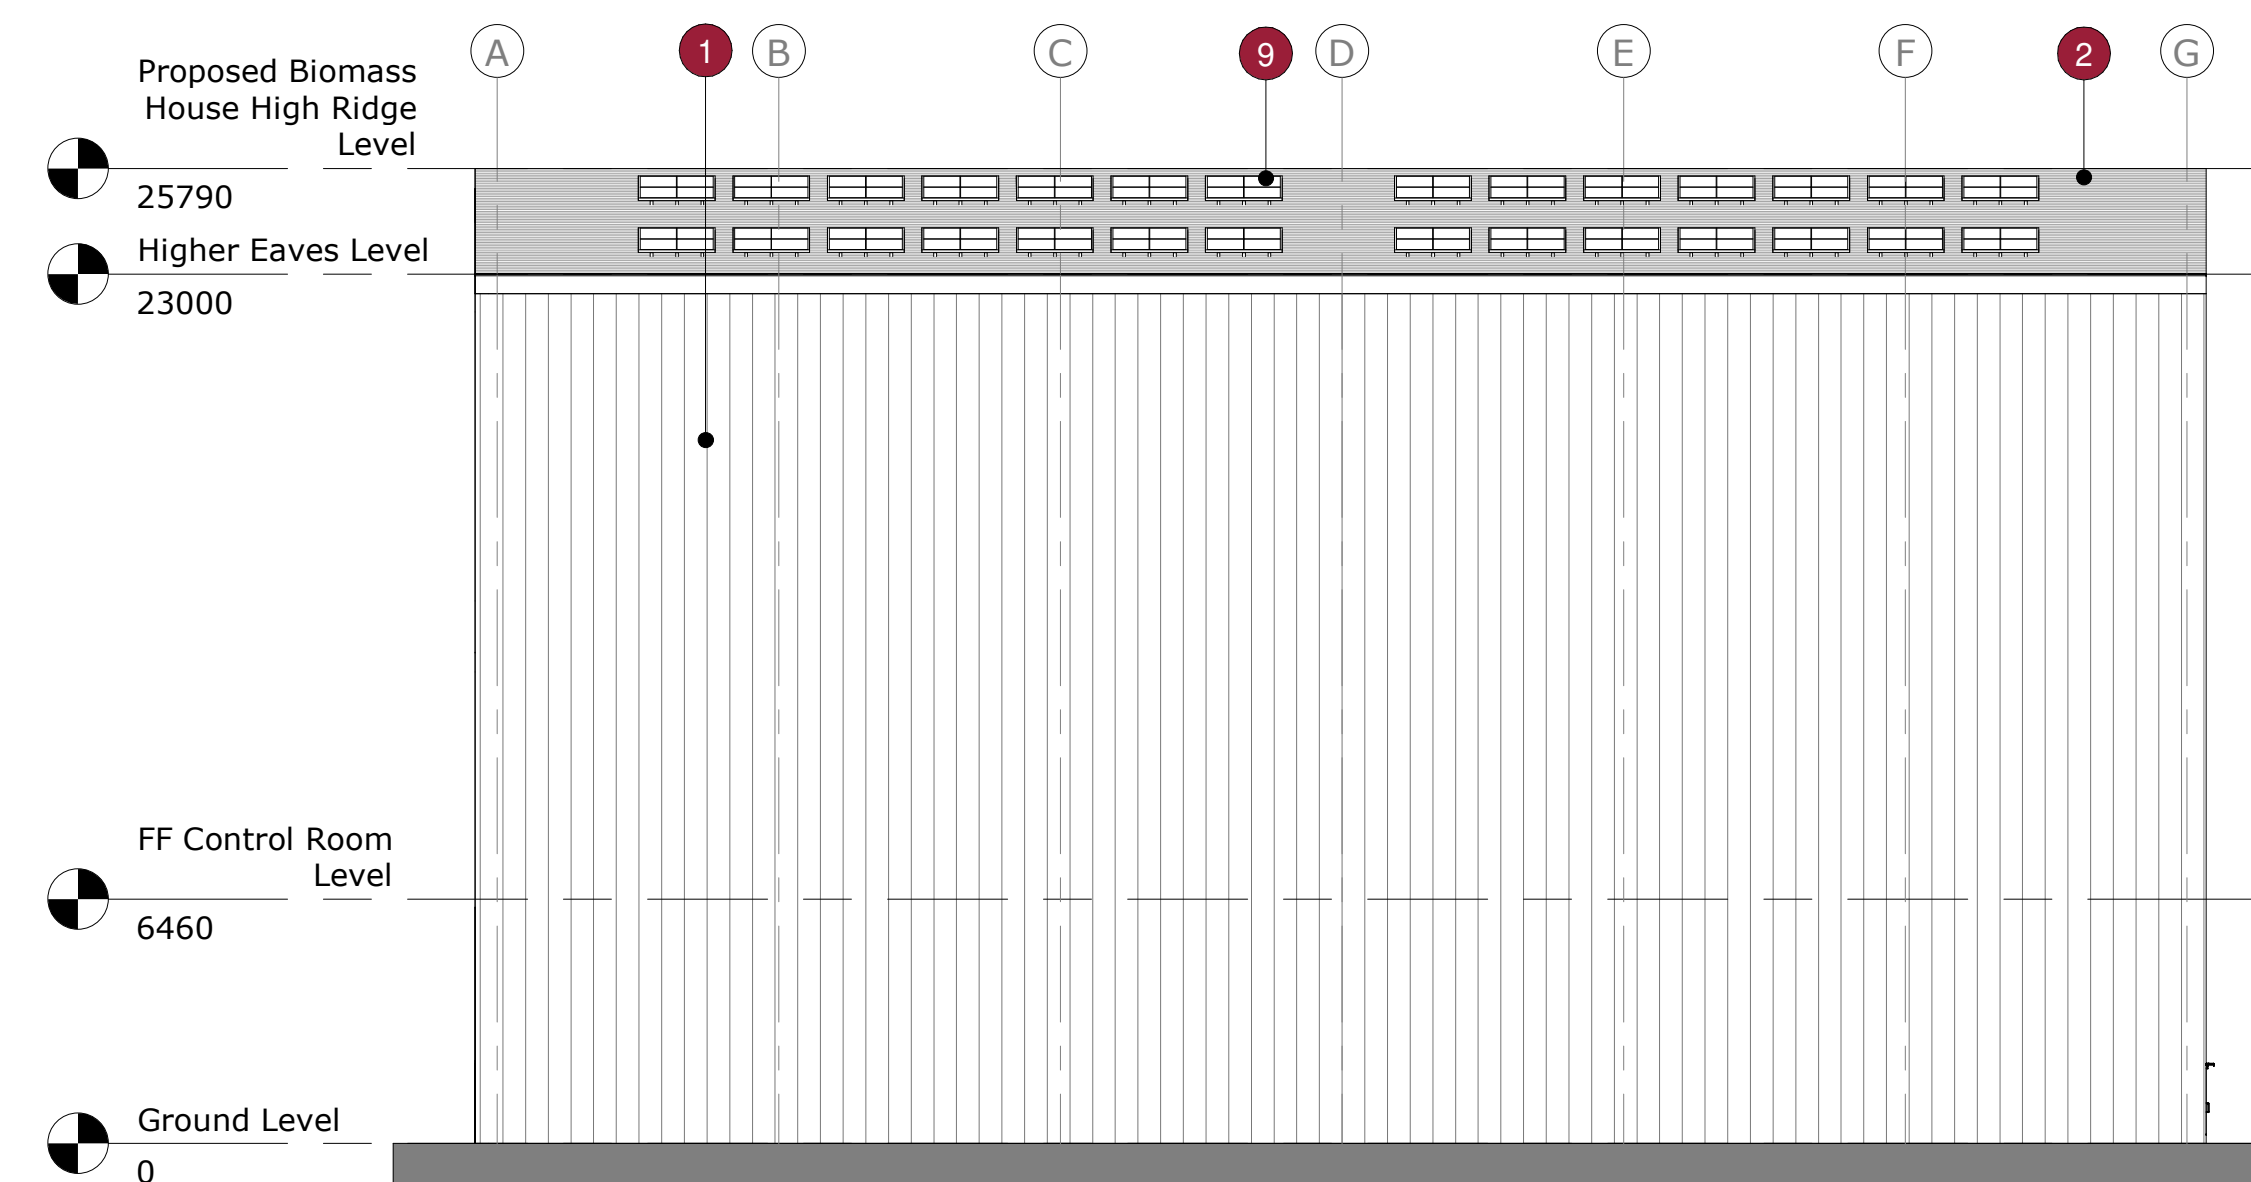 A 1 B C 9 D E F 2 G
Proposed Biomass
House High Ridge
Level
25790
Higher Eaves Level
23000
FF Control Room
Level
6460
Ground Level
0